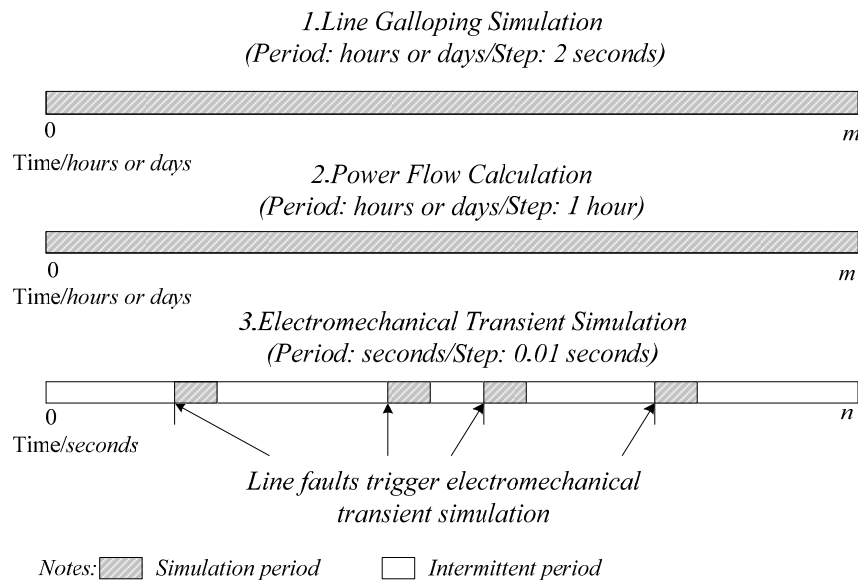 1.Line Galloping Simulation
(Period: hours or days/Step: 2 seconds)
0 m
Time/hours or days
2.Power Flow Calculation
(Period: hours or days/Step: 1 hour)
0 m
Time/hours or days
3.Electromechanical Transient Simulation
(Period: seconds/Step: 0.01 seconds)
0 n
Time/seconds
Line faults trigger electromechanical
transient simulation
Notes: Simulation period Intermittent period